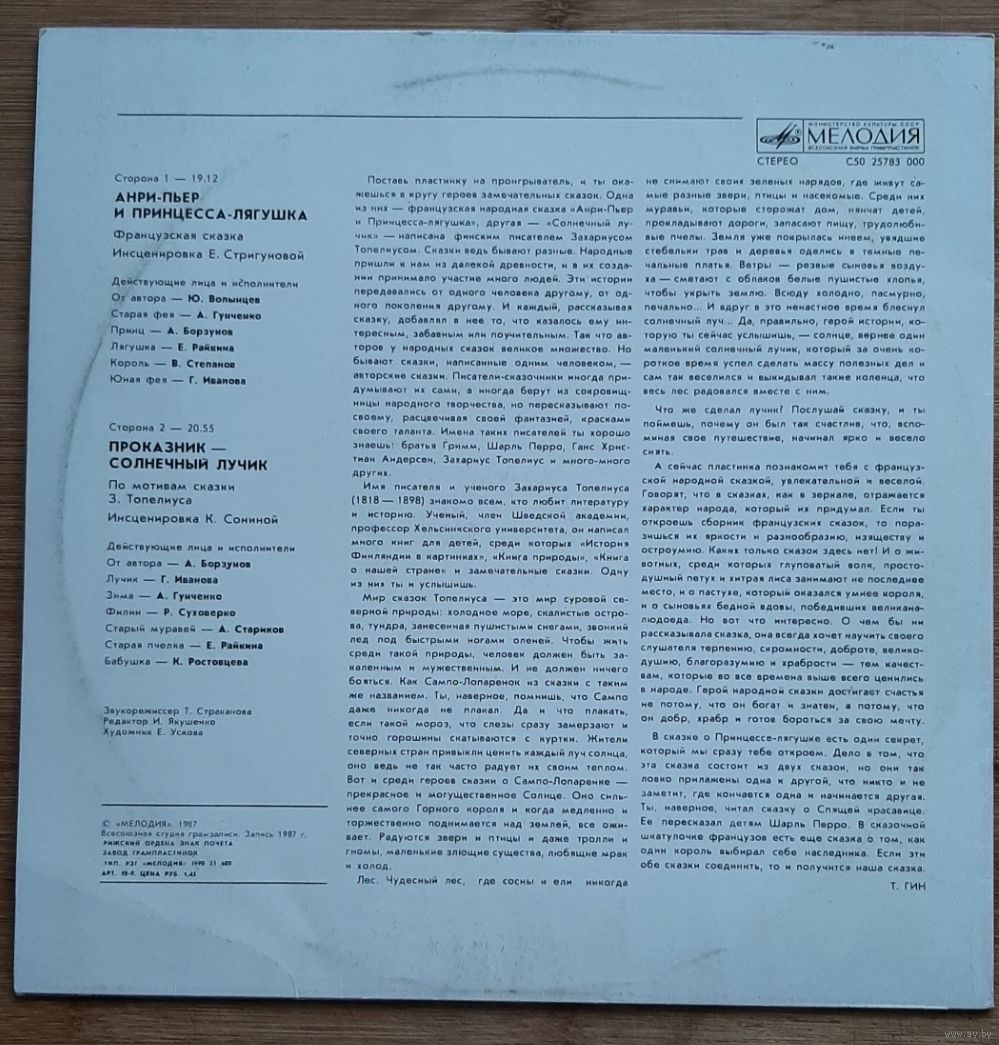 МИНИСТЕРСТВО КУЛЬТУРЫ СССР
МЕЛОДИЯ
ВСЕСОЮЗНАЯ ФИРМА ГРАМПЛАСТИНОК
СТЕРЕО С50 25783 000
Сторона 1 — 19.12
АНРИ-ПЬЕР
И ПРИНЦЕССА-ЛЯГУШКА
Французская сказка
Инсценировка Е. Стригуновой
Действующие лица и исполнители
От автора — Ю. Волынцев
Старая фея — А. Гунченко
Принц — А. Борзунов
Лягушка — Е. Райкина
Король — В. Степанов
Юная фея — Г. Иванова
Сторона 2 — 20.55
ПРОКАЗНИК —
СОЛНЕЧНЫЙ ЛУЧИК
По мотивам сказки
З. Топелиуса
Инсценировка К. Сониной
Действующие лица и исполнители
От автора — А. Борзунов
Лучик — Г. Иванова
Зима — А. Гунченко
Филин — Р. Суховерко
Старый муравей — А. Стариков
Старая пчелка — Е. Райкина
Бабушка — К. Ростовцева
Звукорежиссер Т. Страканова
Редактор И. Якушенко
Художник Е. Ускова
© «МЕЛОДИЯ», 1987
Всесоюзная студия грамзаписи. Запись 1987 г.
РИЖСКИЙ ОРДЕНА ЗНАК ПОЧЕТА
ЗАВОД ГРАМПЛАСТИНОК
ТИП. РЗГ «МЕЛОДИЯ»
АРТ. ЦЕНА РУБ.
Поставь пластинку на проигрыватель, и ты ока-
жешься в кругу героев замечательных сказок. Одна
из них — французская народная сказка «Анри-Пьер
и Принцесса-лягушка», другая — «Солнечный лу-
чик» — написана финским писателем Захариусом
Топелиусом. Сказки ведь бывают разные. Народные
пришли к нам из далекой древности, и в их созда-
нии принимало участие много людей. Эти истории
передавались от одного человека другому, от од-
ного поколения другому. И каждый, рассказывая
сказку, добавлял в нее то, что казалось ему ин-
тересным, забавным или поучительным. Так что ав-
торов у народных сказок великое множество. Но
бывают сказки, написанные одним человеком, —
авторские сказки. Писатели-сказочники иногда при-
думывают их сами, а иногда берут из сокровищ-
ницы народного творчества, но пересказывают по-
своему, расцвечивая своей фантазией, красками
своего таланта. Имена таких писателей ты хорошо
знаешь: братья Гримм, Шарль Перро, Ганс Хрис-
тиан Андерсен, Захариус Топелиус и много-много
других.
Имя писателя и ученого Захариуса Топелиуса
(1818 — 1898) знакомо всем, кто любит литературу
и историю. Ученый, член Шведской академии,
профессор Хельсинкского университета, он написал
много книг для детей, среди которых «История
Финляндии в картинках», «Книга природы», «Книга
о нашей стране» и замечательные сказки. Одну
из них ты и услышишь.
Мир сказок Топелиуса — это мир суровой се-
верной природы: холодное море, скалистые остро-
ва, тундра, занесенная пушистыми снегами, звонкий
лед под быстрыми ногами оленей. Чтобы жить
среди такой природы, человек должен быть за-
каленным и мужественным. И не должен ничего
бояться. Как Сампо-Лопаренок из сказки с таким
же названием. Ты, наверное, помнишь, что Сампо
даже никогда не плакал. Да и что плакать,
если такой мороз, что слезы сразу замерзают и
точно горошины скатываются с куртки. Жители
северных стран привыкли ценить каждый луч солнца,
оно ведь не так часто радует их своим теплом.
Вот и среди героев сказки о Сампо-Лопаренке —
прекрасное и могущественное Солнце. Оно силь-
нее самого Горного короля и когда медленно и
торжественно поднимается над землей, все ожи-
вает. Радуются звери и птицы и даже тролли и
гномы, маленькие злющие существа, любящие мрак
и холод.
Лес. Чудесный лес, где сосны и ели никогда
не снимают своих зеленых нарядов, где живут са-
мые разные звери, птицы и насекомые. Среди них
муравьи, которые сторожат дом, нянчат детей,
прокладывают дороги, запасают пищу, трудолюби-
вые пчелы. Земля уже покрылась инеем, увядшие
стебельки трав и деревья оделись в темные пе-
чальные платья. Ветры — резвые сыновья возду-
ха — сметают с облаков белые пушистые хлопья,
чтобы укрыть землю. Всюду холодно, пасмурно,
печально... И вдруг в это ненастное время блеснул
солнечный луч... Да, правильно, герой истории, ко-
торую ты сейчас услышишь, — солнце, вернее один
маленький солнечный лучик, который за очень ко-
роткое время успел сделать массу полезных дел и
сам так веселился и выкидывал такие коленца, что
весь лес радовался вместе с ним.
Что же сделал лучик? Послушай сказку, и ты
поймешь, почему он был так счастлив, что, вспо-
миная свое путешествие, начинал ярко и весело
сиять.
А сейчас пластинка познакомит тебя с француз-
ской народной сказкой, увлекательной и веселой.
Говорят, что в сказках, как в зеркале, отражается
характер народа, который их придумал. Если ты
откроешь сборник французских сказок, то пора-
зишься их яркости и разнообразию, изяществу и
остроумию. Каких только сказок здесь нет! И о жи-
вотных, среди которых глуповатый волк, просто-
душный петух и хитрая лиса занимают не последнее
место, и о пастухе, который оказался умнее короля,
и о сыновьях бедной вдовы, победивших великана-
людоеда. Но вот что интересно. О чем бы ни
рассказывала сказка, она всегда хочет научить своего
слушателя терпению, скромности, доброте, велико-
душию, благоразумию и храбрости — тем качест-
вам, которые во все времена выше всего ценились
в народе. Герой народной сказки достигает счастья
не потому, что он богат и знатен, а потому, что
он добр, храбр и готов бороться за свою мечту.
В сказке о Принцессе-лягушке есть один секрет,
который мы сразу тебе откроем. Дело в том, что
эта сказка состоит из двух сказок, но они так
ловко прилажены одна к другой, что никто и не
заметит, где кончается одна и начинается другая.
Ты, наверное, читал сказку о Спящей красавице.
Ее пересказал детям Шарль Перро. В сказочной
шкатулочке французов есть еще сказка о том, как
один король выбирал себе наследника. Если эти
обе сказки соединить, то и получится наша сказка.
Т. ГИН
www.ay.by